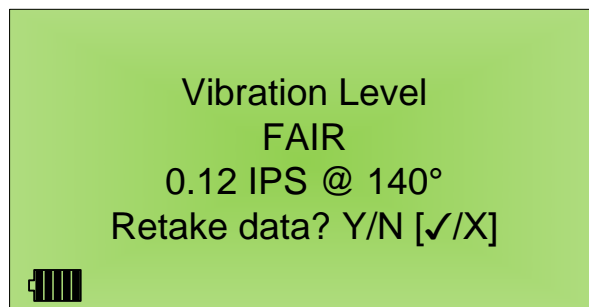 Vibration Level
FAIR
0.12 IPS @ 140°
Retake data? Y/N [✓/X]